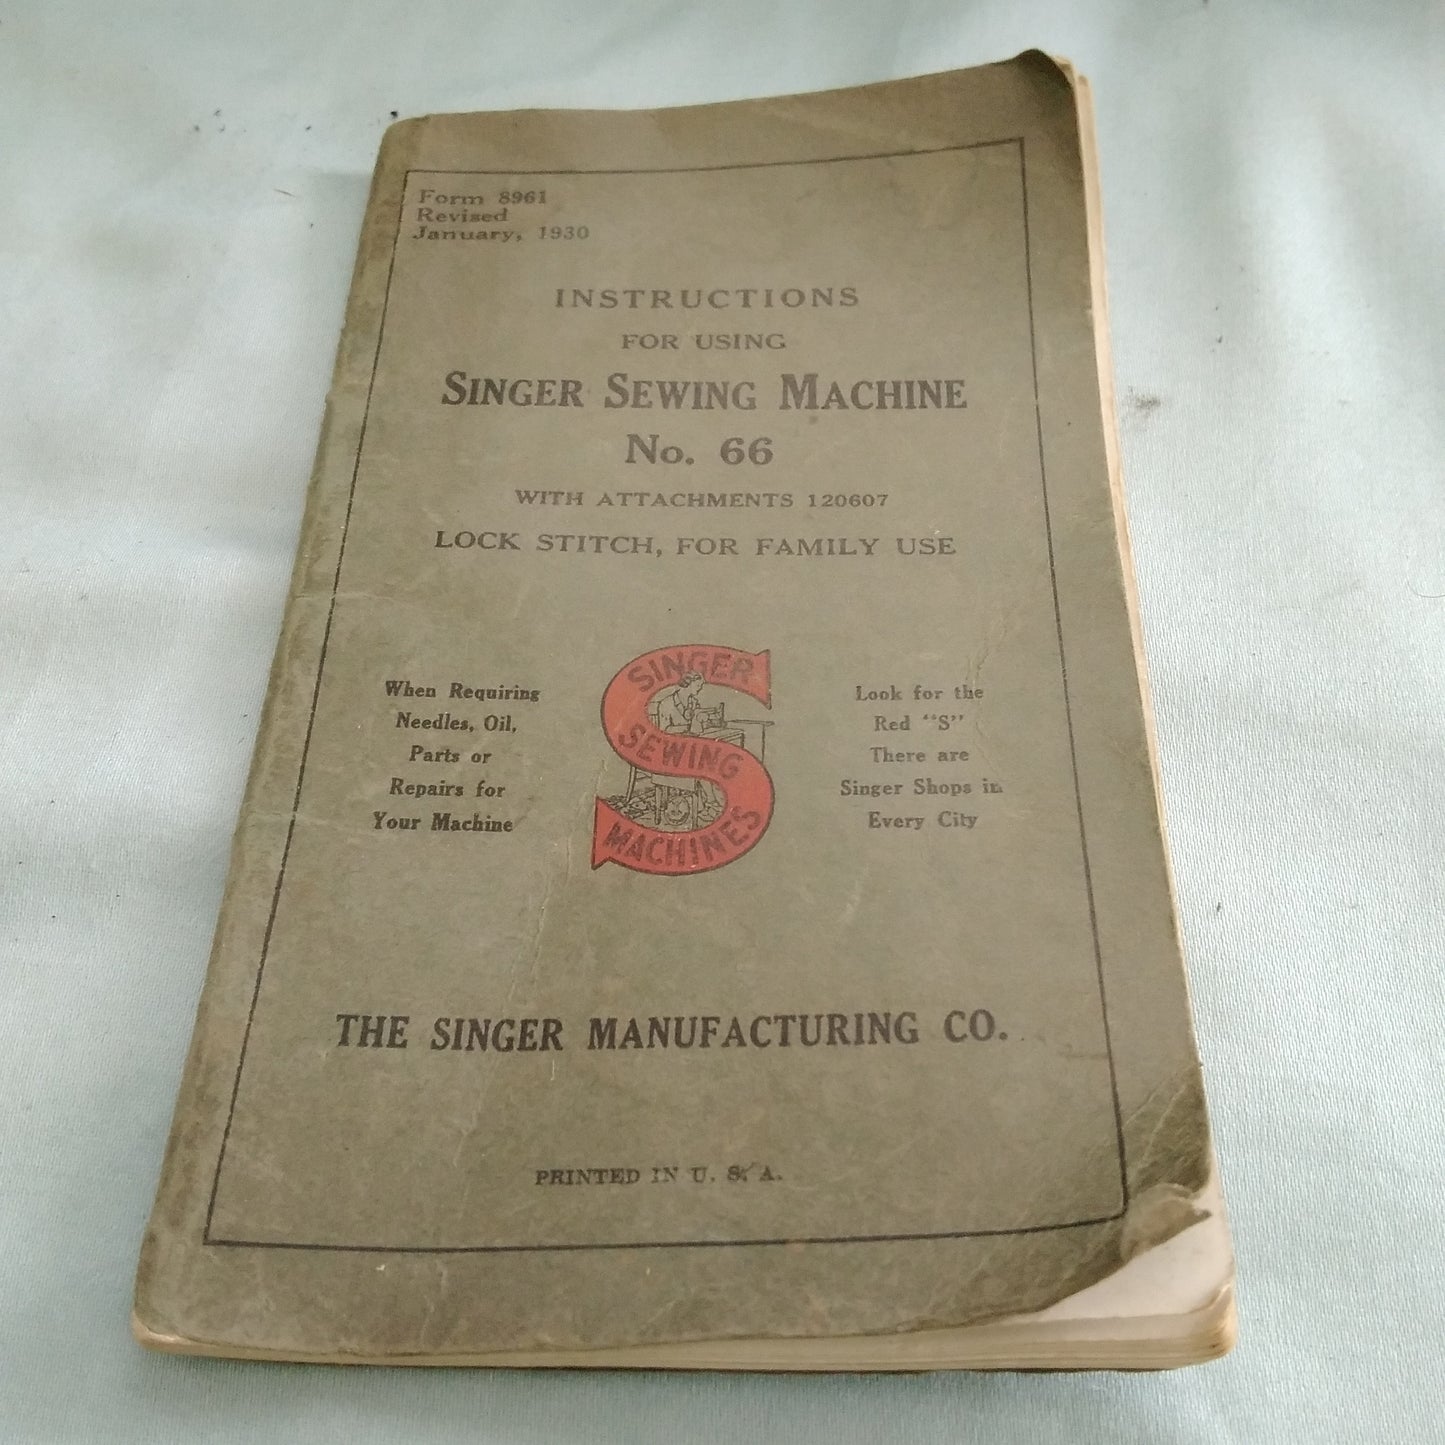 Form 8961
Revised
January, 1930
INSTRUCTIONS
FOR USING
SINGER SEWING MACHINE
No. 66
WITH ATTACHMENTS 120607
LOCK STITCH, FOR FAMILY USE
When Requiring
Needles, Oil,
Parts or
Repairs for
Your Machine
SINGER
SEWING
MACHINES
Look for the
Red "S"
There are
Singer Shops in
Every City
THE SINGER MANUFACTURING CO.
PRINTED IN U. S. A.